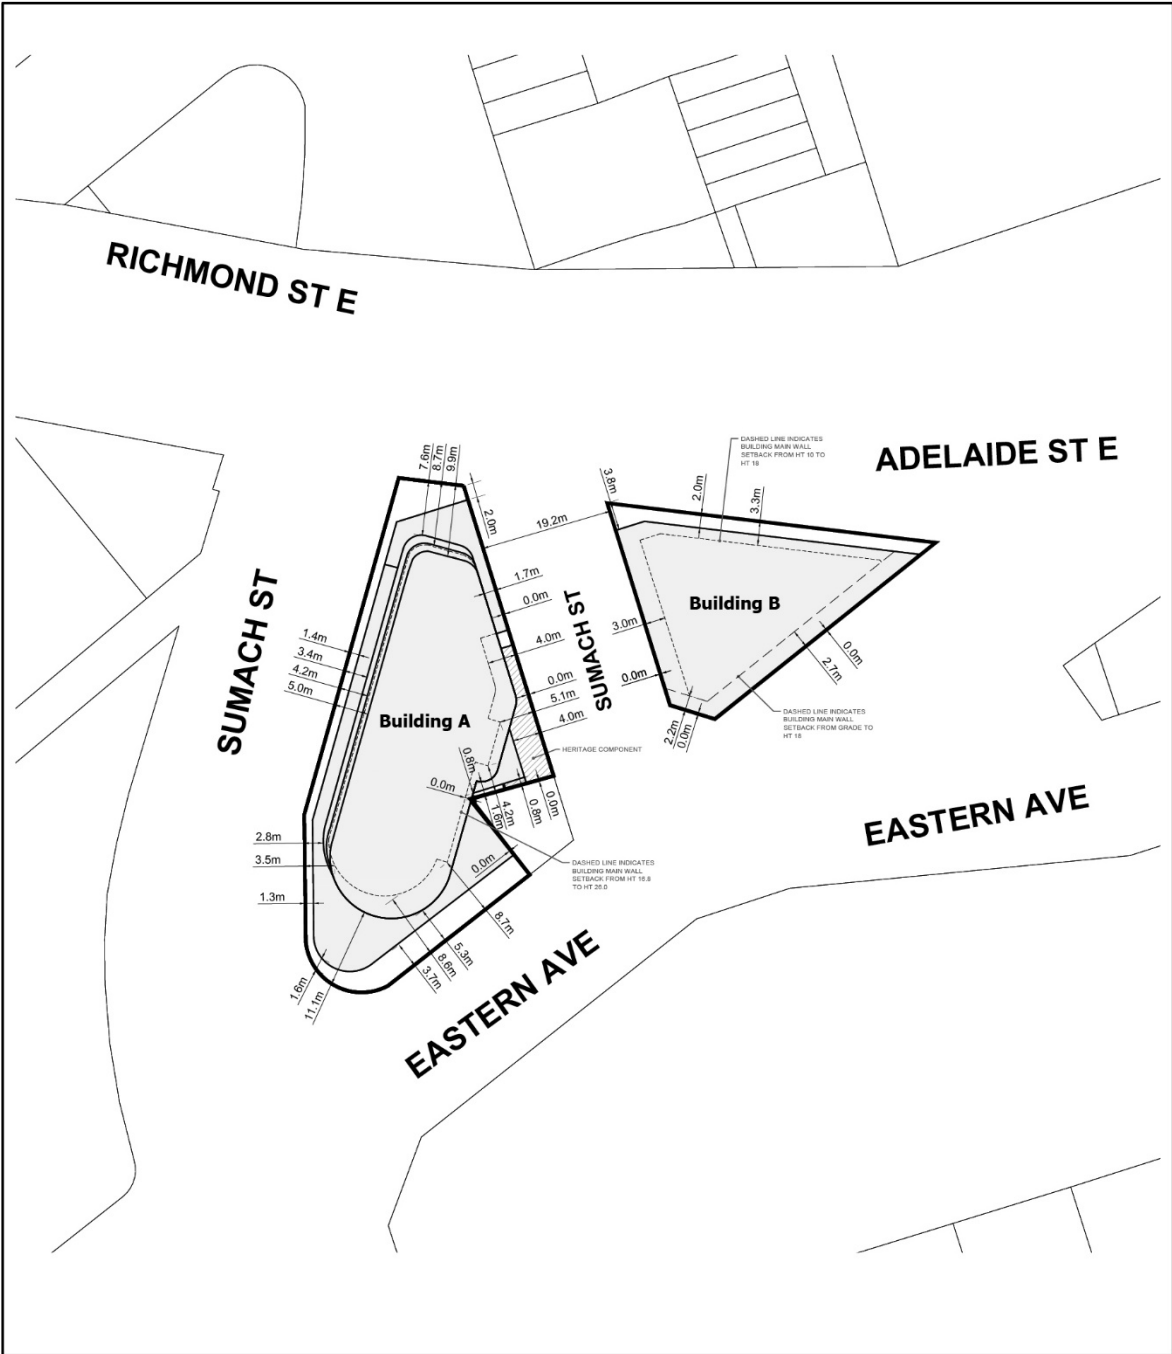 RICHMOND ST E
ADELAIDE ST E
DASHED LINE INDICATES
BUILDING MAIN WALL
SETBACK FROM HT 10 TO
HT 18
7.6m
8.7m
9.9m
2.0m
19.2m
3.8m
2.0m
3.3m
SUMACH ST
1.7m
0.0m
4.0m
SUMACH ST
Building B
3.0m
0.0m
0.0m
2.7m
1.4m
3.4m
4.2m
5.0m
0.0m
5.1m
4.0m
Building A
HERITAGE COMPONENT
2.2m
0.0m
DASHED LINE INDICATES
BUILDING MAIN WALL
SETBACK FROM GRADE TO
HT 18
0.8m
0.0m
4.2m
1.6m
0.8m
0.0m
EASTERN AVE
2.8m
3.5m
1.3m
0.0m
DASHED LINE INDICATES
BUILDING MAIN WALL
SETBACK FROM HT 16.8
TO HT 26.0
8.7m
5.3m
8.6m
3.7m
1.6m
11.1m
EASTERN AVE